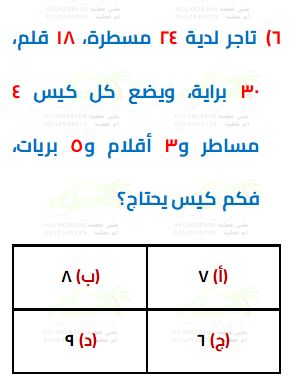 ٦) تاجر لدية ٢٤ مسطرة، ١٨ قلم،
٣٠ براية، ويضع كل كيس ٤
مساطر و٣ أقلام و٥ بريات،
فكم كيس يحتاج؟
(أ) ٧ (ب) ٨
(ج) ٦ (د) ٩